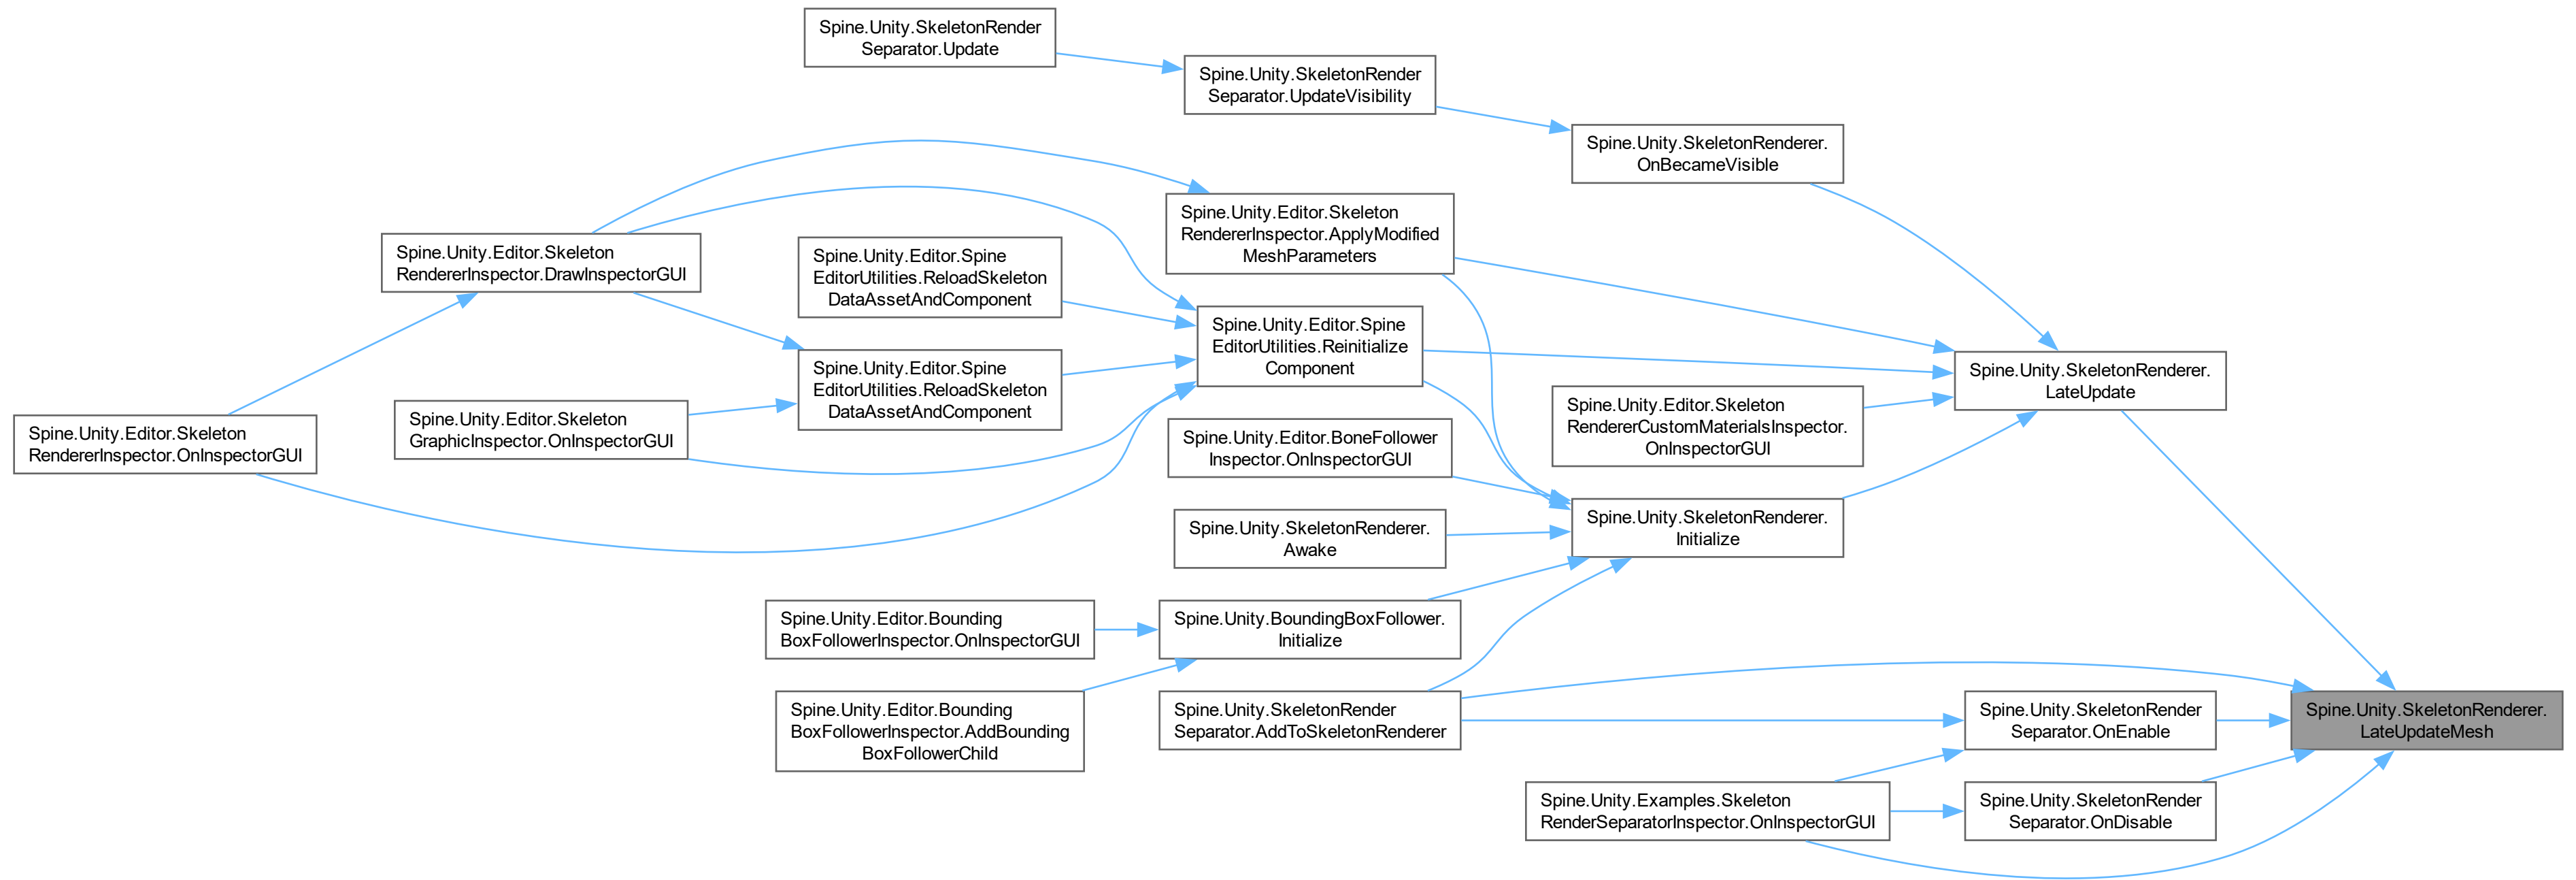 Spine.Unity.SkeletonRender
Separator.Update
Spine.Unity.SkeletonRender
Separator.UpdateVisibility
Spine.Unity.SkeletonRenderer.
OnBecameVisible
Spine.Unity.Editor.Skeleton
RendererInspector.ApplyModified
MeshParameters
Spine.Unity.Editor.Skeleton
RendererInspector.DrawInspectorGUI
Spine.Unity.Editor.Spine
EditorUtilities.ReloadSkeleton
DataAssetAndComponent
Spine.Unity.Editor.Spine
EditorUtilities.Reinitialize
Component
Spine.Unity.Editor.Spine
EditorUtilities.ReloadSkeleton
DataAssetAndComponent
Spine.Unity.SkeletonRenderer.
LateUpdate
Spine.Unity.Editor.Skeleton
RendererCustomMaterialsInspector.
OnInspectorGUI
Spine.Unity.Editor.Skeleton
GraphicInspector.OnInspectorGUI
Spine.Unity.Editor.Skeleton
RendererInspector.OnInspectorGUI
Spine.Unity.Editor.BoneFollower
Inspector.OnInspectorGUI
Spine.Unity.SkeletonRenderer.
Initialize
Spine.Unity.SkeletonRenderer.
Awake
Spine.Unity.Editor.Bounding
BoxFollowerInspector.OnInspectorGUI
Spine.Unity.BoundingBoxFollower.
Initialize
Spine.Unity.Editor.Bounding
BoxFollowerInspector.AddBounding
BoxFollowerChild
Spine.Unity.SkeletonRender
Separator.AddToSkeletonRenderer
Spine.Unity.SkeletonRender
Separator.OnEnable
Spine.Unity.SkeletonRenderer.
LateUpdateMesh
Spine.Unity.Examples.Skeleton
RenderSeparatorInspector.OnInspectorGUI
Spine.Unity.SkeletonRender
Separator.OnDisable